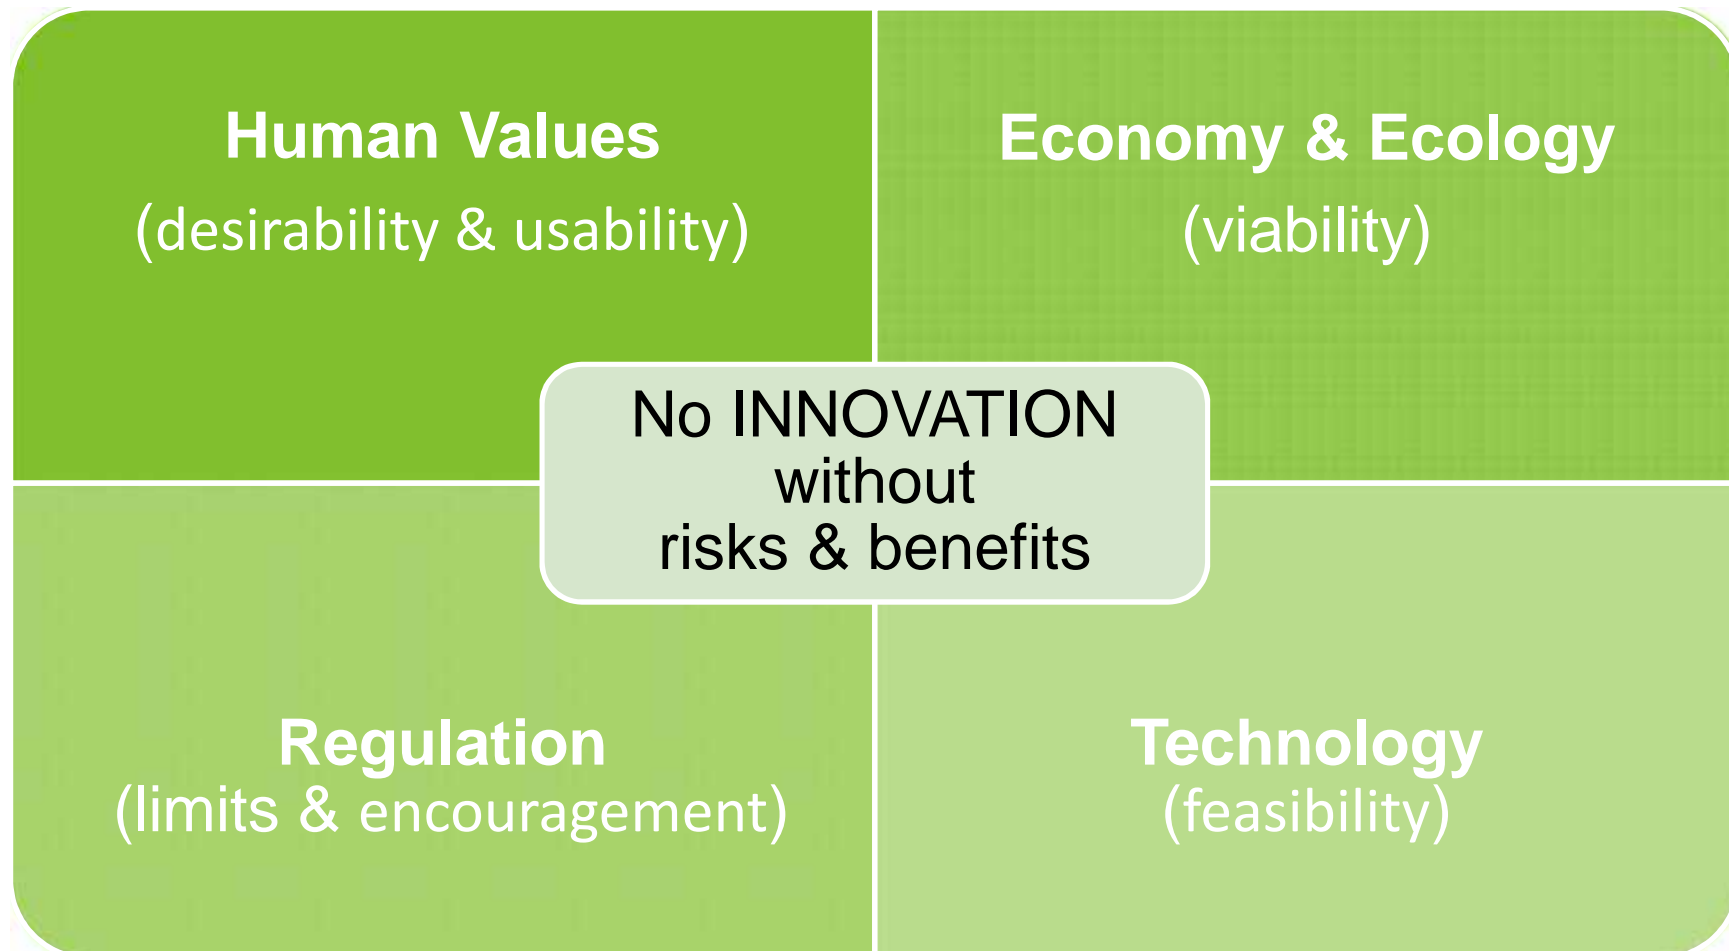 Human Values
(desirability & usability)
Economy & Ecology
(viability)
No INNOVATION
without
risks & benefits
Regulation
(limits & encouragement)
Technology
(feasibility)